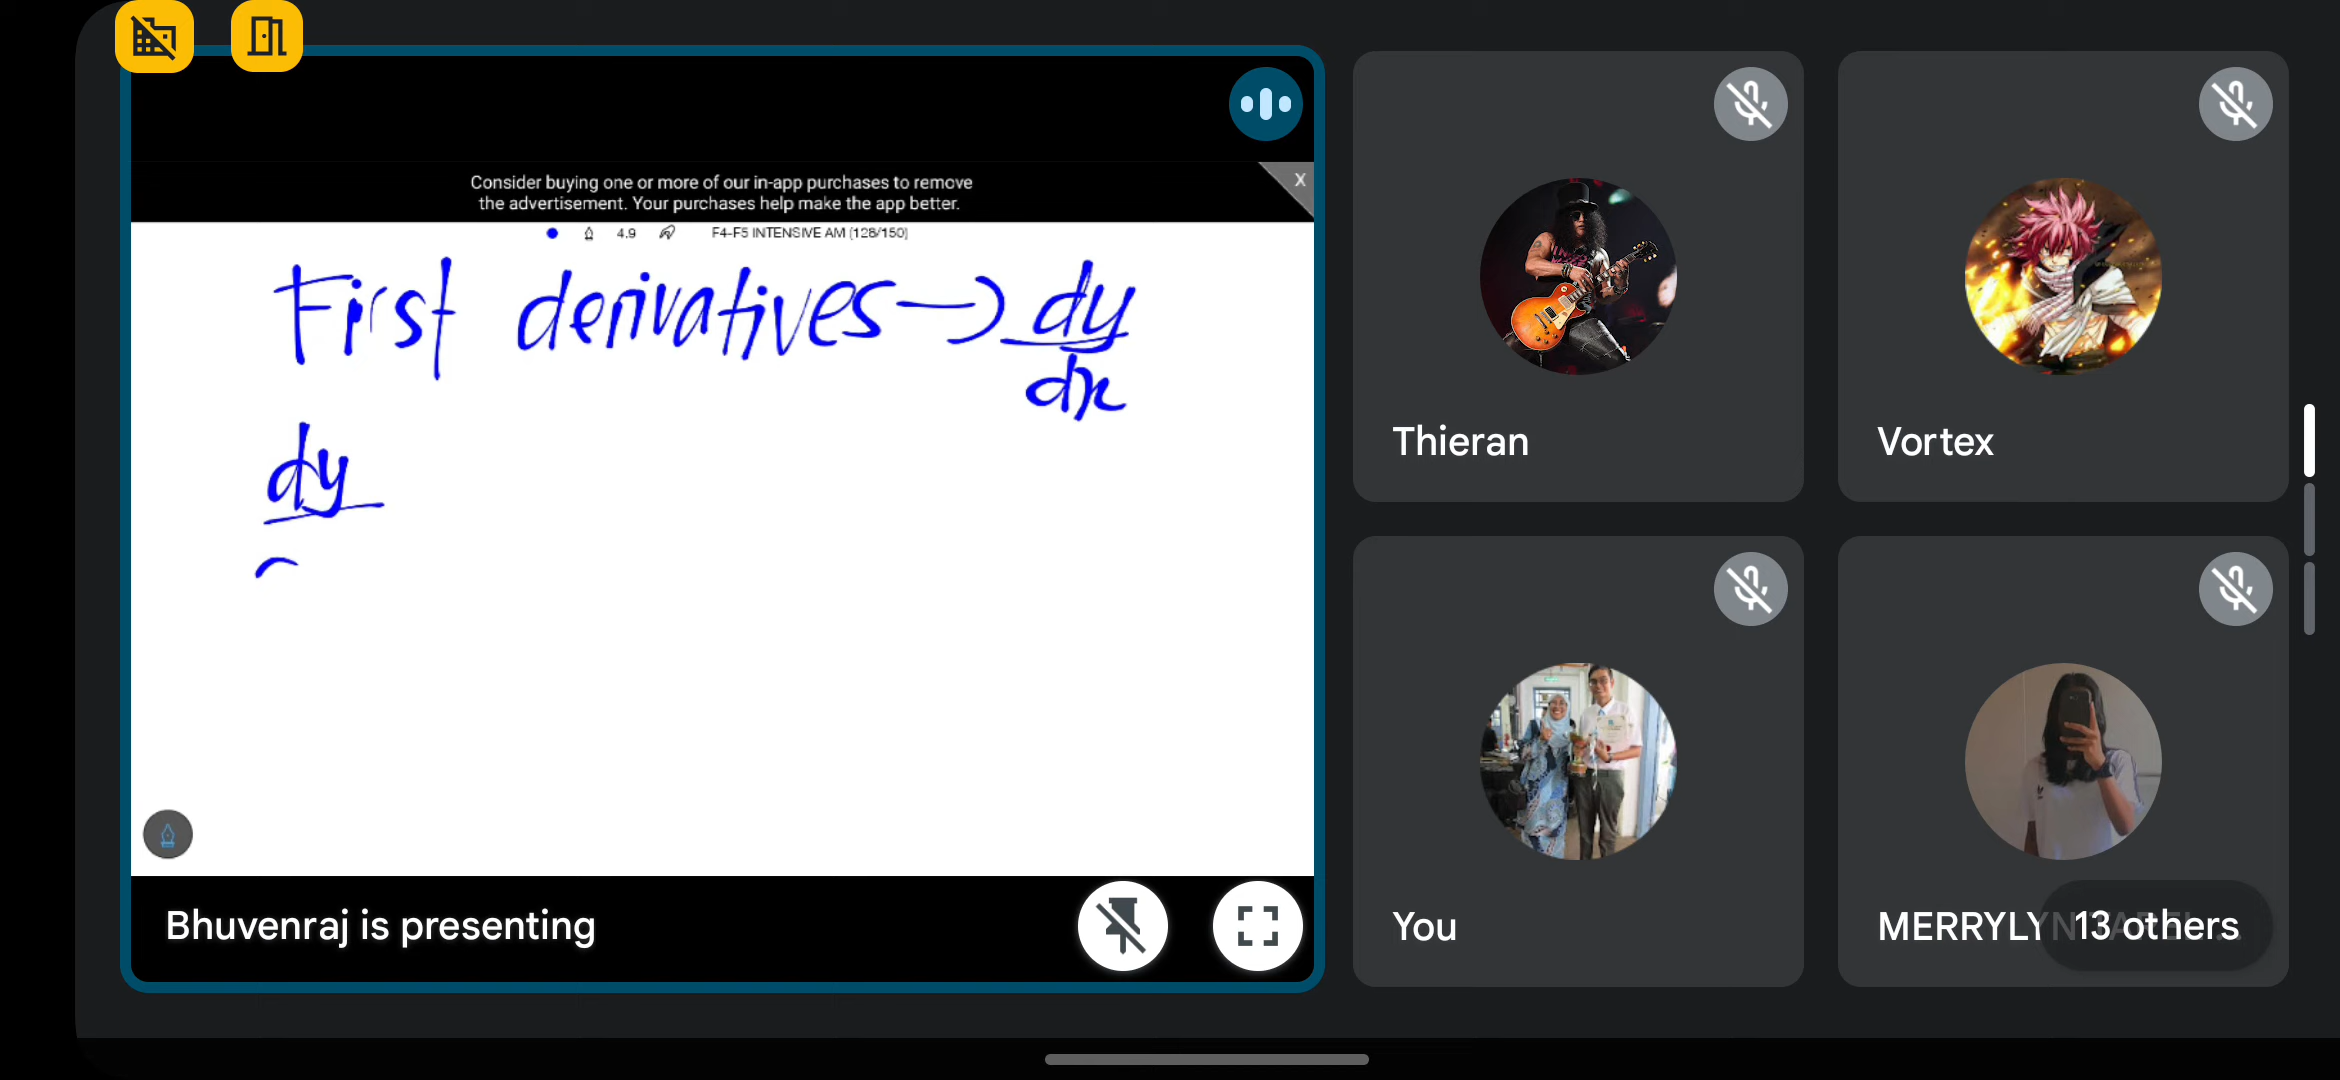 Consider buying one or more of our in-app purchases to remove
the advertisement. Your purchases help make the app better.
X
4.9 F4-F5 INTENSIVE AM (128/150)
First derivatives → dy
dx
dy
Bhuvenraj is presenting
Thieran
Vortex
You
MERRYLYN
13 others